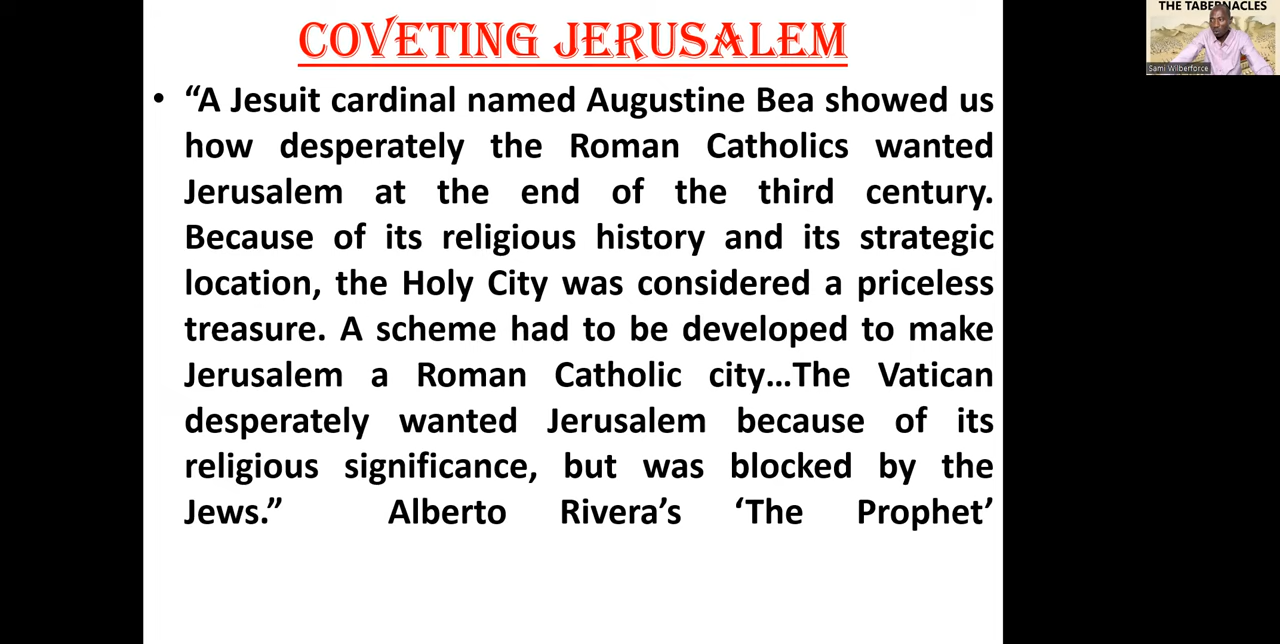 COVETING JERUSALEM
• “A Jesuit cardinal named Augustine Bea showed us
how desperately the Roman Catholics wanted
Jerusalem at the end of the third century.
Because of its religious history and its strategic
location, the Holy City was considered a priceless
treasure. A scheme had to be developed to make
Jerusalem a Roman Catholic city…The Vatican
desperately wanted Jerusalem because of its
religious significance, but was blocked by the
Jews.” Alberto Rivera’s ‘The Prophet’
THE TABERNACLES
Sami Wilberforce